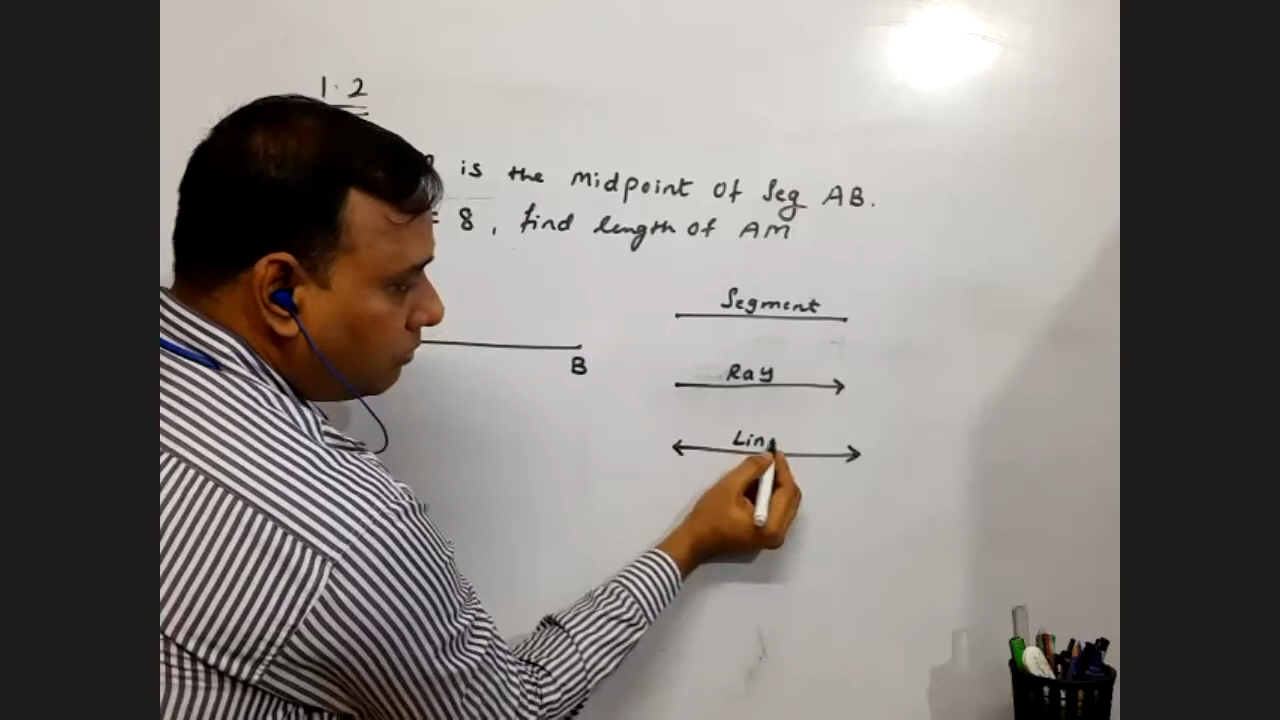 1.2
is the midpoint of Seg AB.
= 8, find length of AM
Segment
B
Ray
Lin